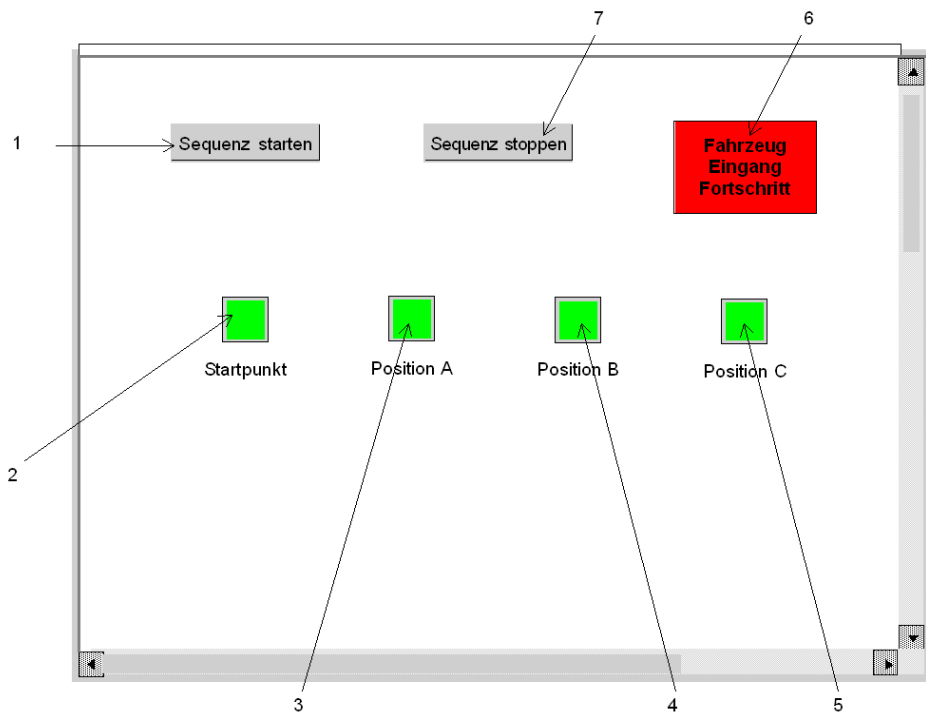 7
6
1
Sequenz starten
Sequenz stoppen
Fahrzeug
Eingang
Fortschritt
Startpunkt
Position A
Position B
Position C
2
3
4
5